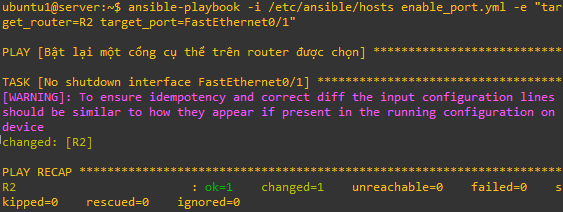 ubuntu1@server:~$ ansible-playbook -i /etc/ansible/hosts enable_port.yml -e "tar
get_router=R2 target_port=FastEthernet0/1"
PLAY [Bật lại một cổng cụ thể trên router được chọn] ***************************
TASK [No shutdown interface FastEthernet0/1] ***********************************
[WARNING]: To ensure idempotency and correct diff the input configuration lines
should be similar to how they appear if present in the running configuration on
device
changed: [R2]
PLAY RECAP *********************************************************************
R2 : ok=1 changed=1 unreachable=0 failed=0 s
kipped=0 rescued=0 ignored=0